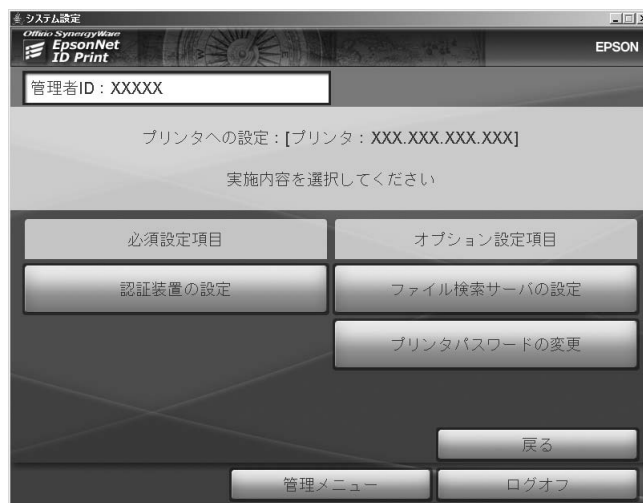 システム設定
Offirio SynergyWare
EpsonNet
ID Print
EPSON
管理者ID：XXXXX
プリンタへの設定：[プリンタ：XXX.XXX.XXX.XXX]
実施内容を選択してください
必須設定項目
オプション設定項目
認証装置の設定
ファイル検索サーバの設定
プリンタパスワードの変更
戻る
管理メニュー
ログオフ